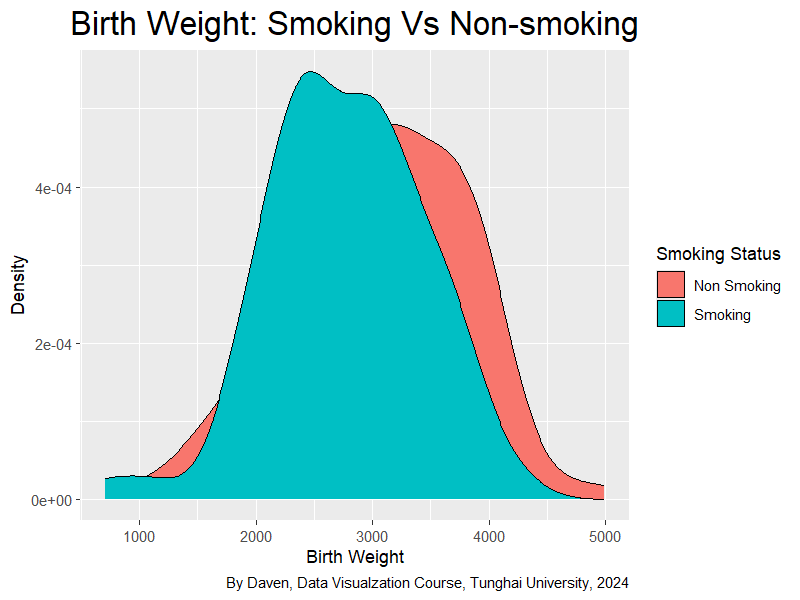 Birth Weight: Smoking Vs Non-smoking
Density
4e-04
2e-04
0e+00
1000 2000 3000 4000 5000
Birth Weight
Smoking Status
Non Smoking
Smoking
By Daven, Data Visualzation Course, Tunghai University, 2024